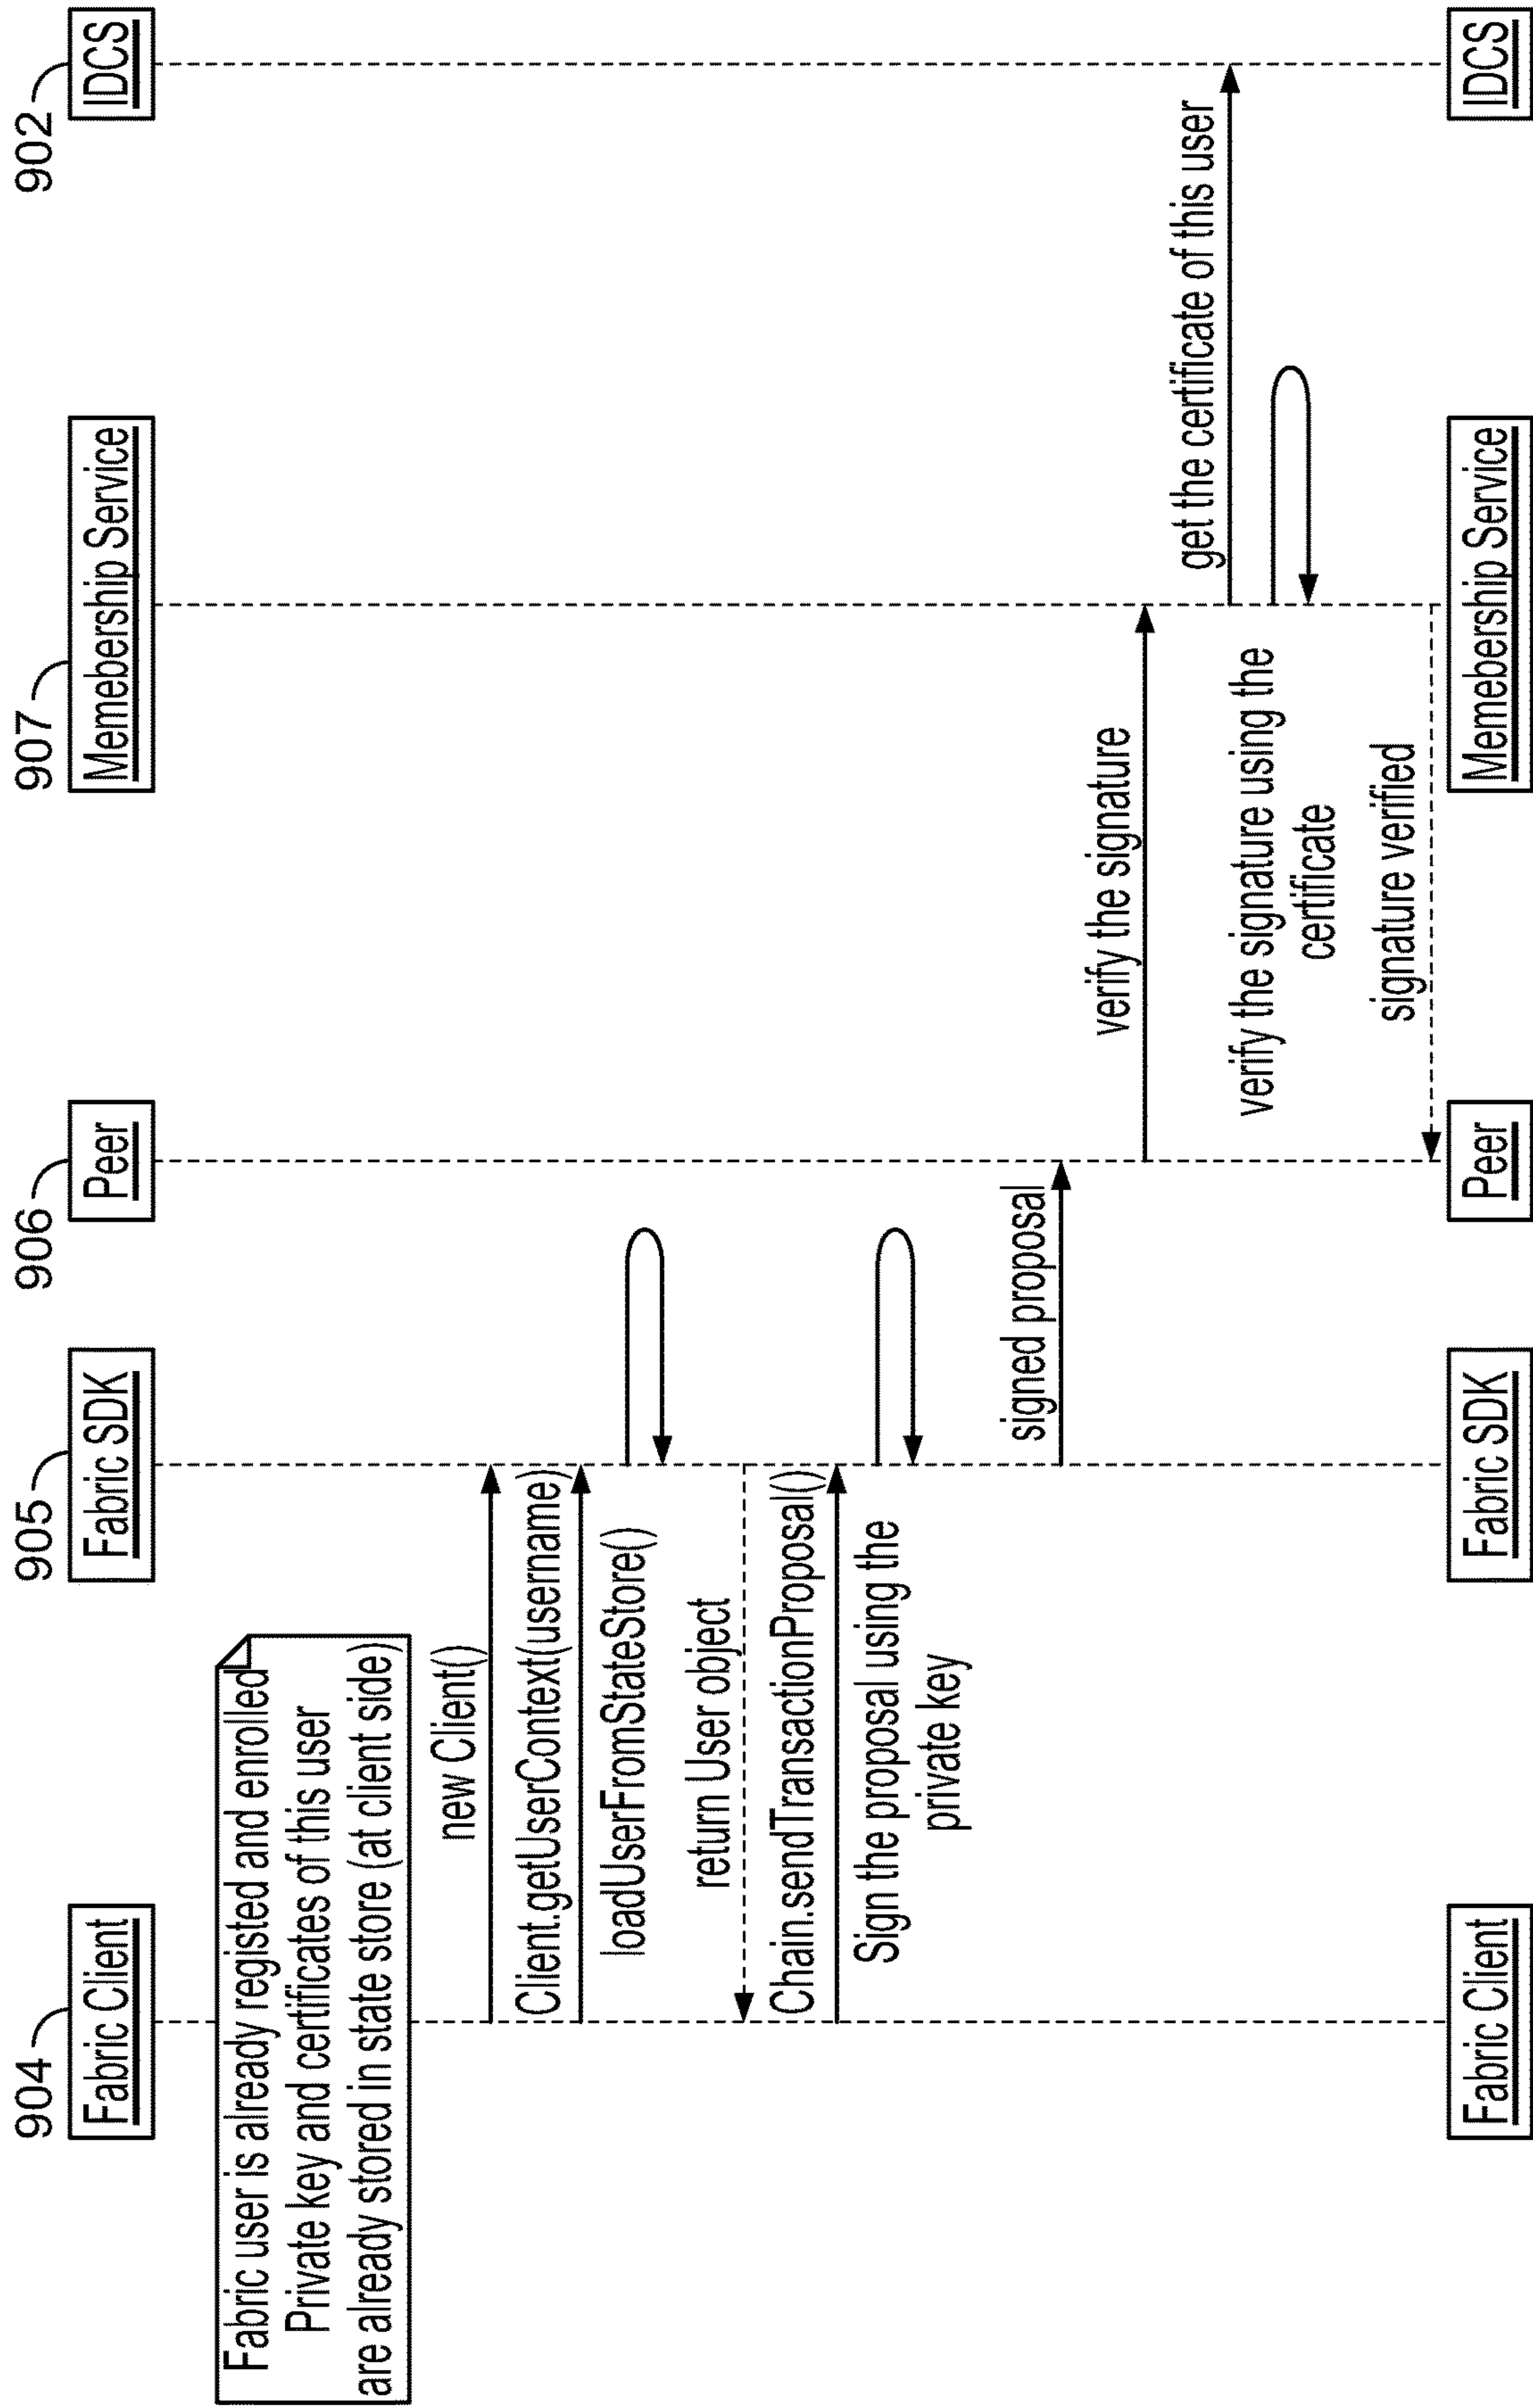 904
905
906
907
902
Fabric Client
Fabric SDK
Peer
Memebership Service
IDCS
Fabric user is already registed and enrolled
Private key and certificates of this user
are already stored in state store (at client side)
new Client()
Client.getUserContext(username)
loadUserFromStateStore()
return User object
Chain.sendTransactionProposal()
Sign the proposal using the
private key
signed proposal
verify the signature
get the certificate of this user
verify the signature using the
certificate
signature verified
Fabric Client
Fabric SDK
Peer
Memebership Service
IDCS